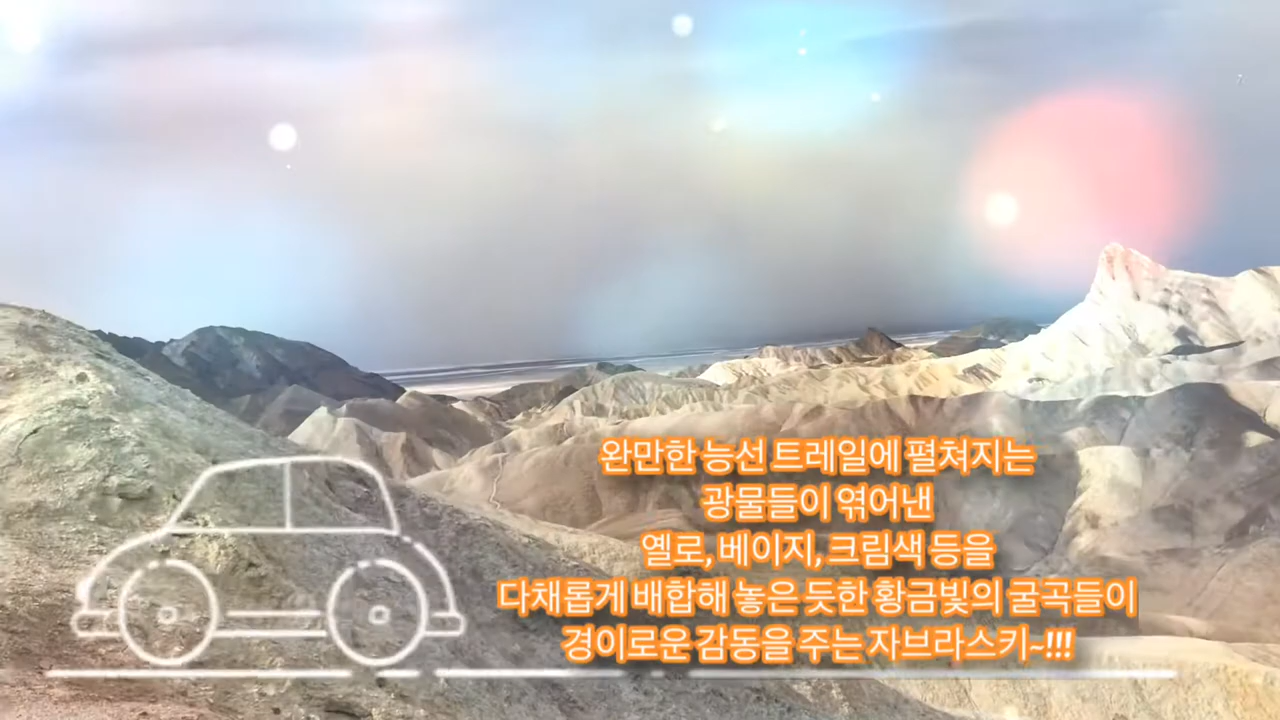 완만한 능선 트레일에 펼쳐지는
광물들이 엮어낸
옐로, 베이지, 크림색 등을
다채롭게 배합해 놓은 듯한 황금빛의 굴곡들이
경이로운 감동을 주는 자브라스키~!!!